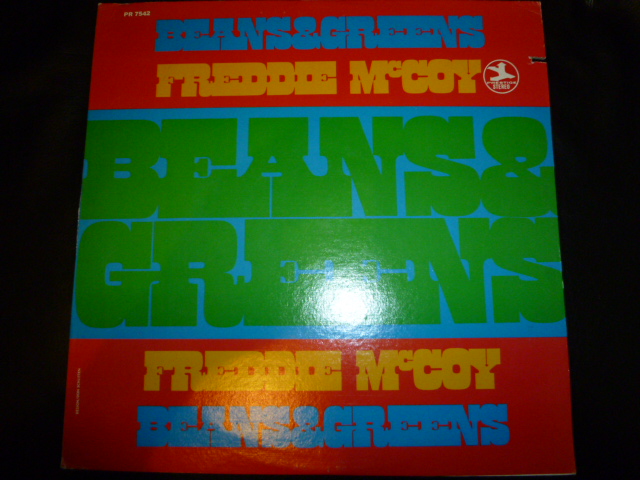 PR 7542
BEANS&GREENS
FREDDIE McCOY
PRESTIGE
STEREO
BEANS&
GREENS
FREDDIE McCOY
BEANS&GREENS